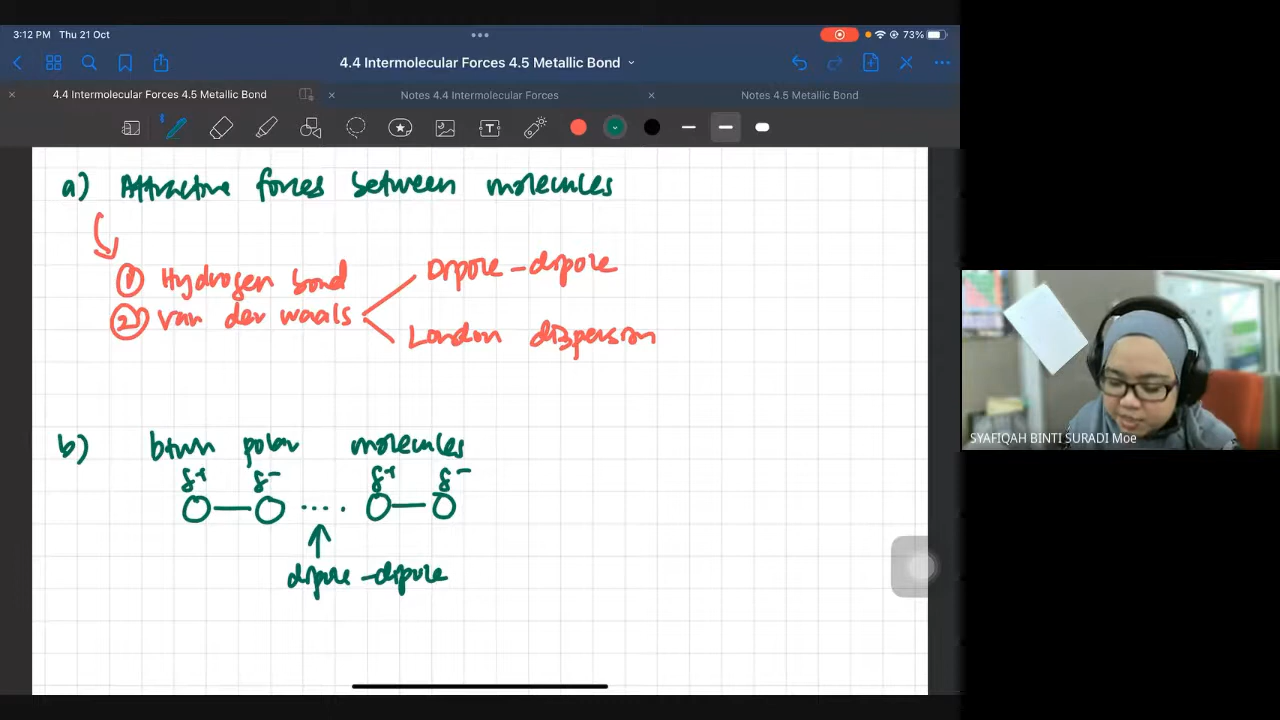 3:12 PM Thu 21 Oct
73%
4.4 Intermolecular Forces 4.5 Metallic Bond
4.4 Intermolecular Forces 4.5 Metallic Bond
Notes 4.4 Intermolecular Forces
Notes 4.5 Metallic Bond
a) Attractive forces between molecules
① Hydrogen bond
② van der waals
Dipole-dipole
London dispersion
b) btwn polar molecules
δ+ δ- δ+ δ-
dipole-dipole
SYAFIQAH BINTI SURADI Moe